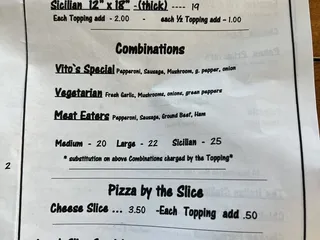 Sicilian 12" x 18" -(thick) ---- 19
Each Topping add - 2.00 - each ½ Topping add - 1.00
Combinations
Vito's Special Papperoni, Sausage, Mushroom, g. pepper, onion
Vegetarian Fresh Garlic, Mushrooms, onions, green peppers
Meat Eaters Papperoni, Sausage, Ground Beef, Ham
Medium - 20 Large - 22 Sicilian - 25
* substitution on above Combinations charged by the Topping*
2
Pizza by the Slice
Cheese Slice ... 3.50 -Each Topping add .50